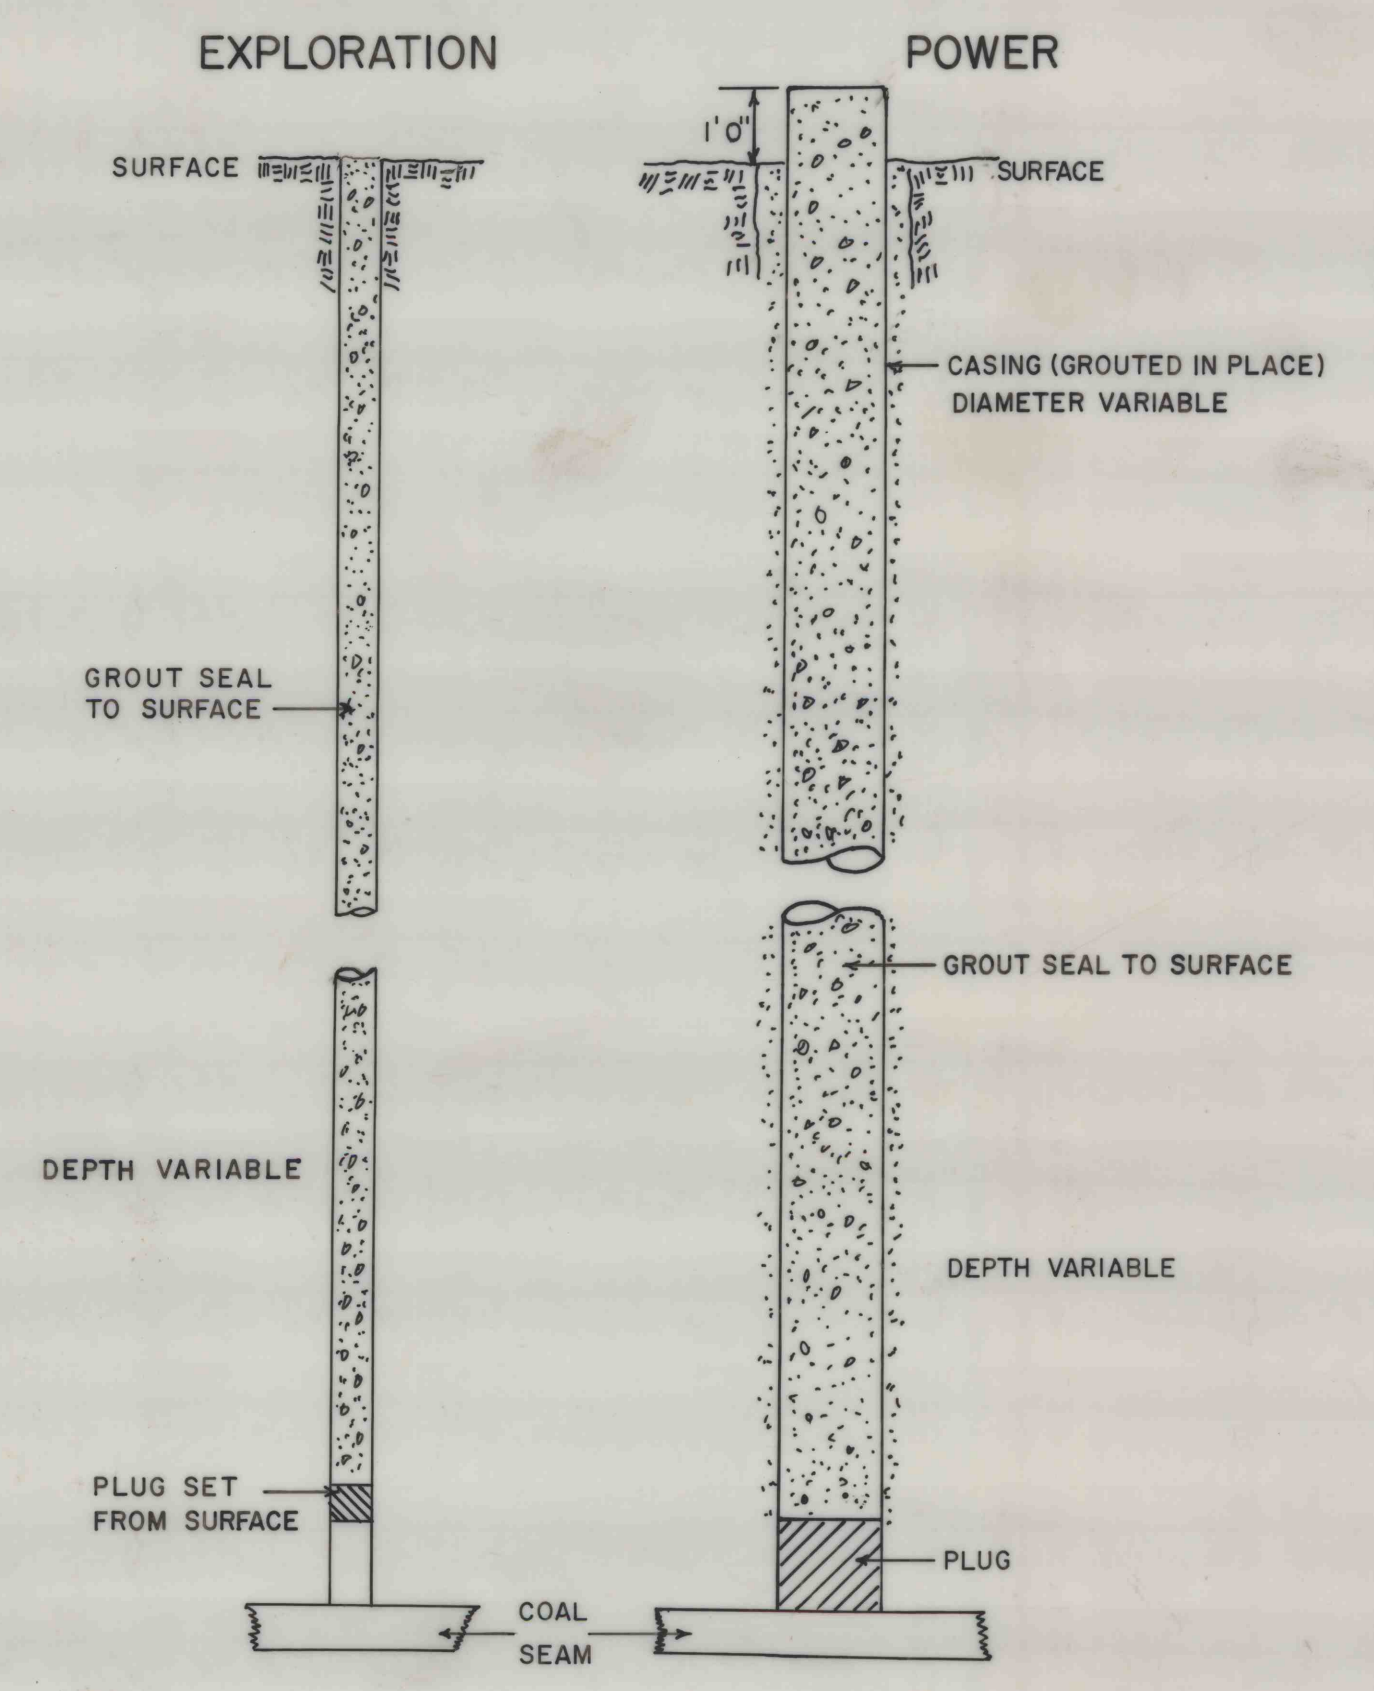 EXPLORATION
POWER
1'0"
SURFACE
SURFACE
CASING (GROUTED IN PLACE)
DIAMETER VARIABLE
GROUT SEAL
TO SURFACE
GROUT SEAL TO SURFACE
DEPTH VARIABLE
DEPTH VARIABLE
PLUG SET
FROM SURFACE
PLUG
COAL
SEAM